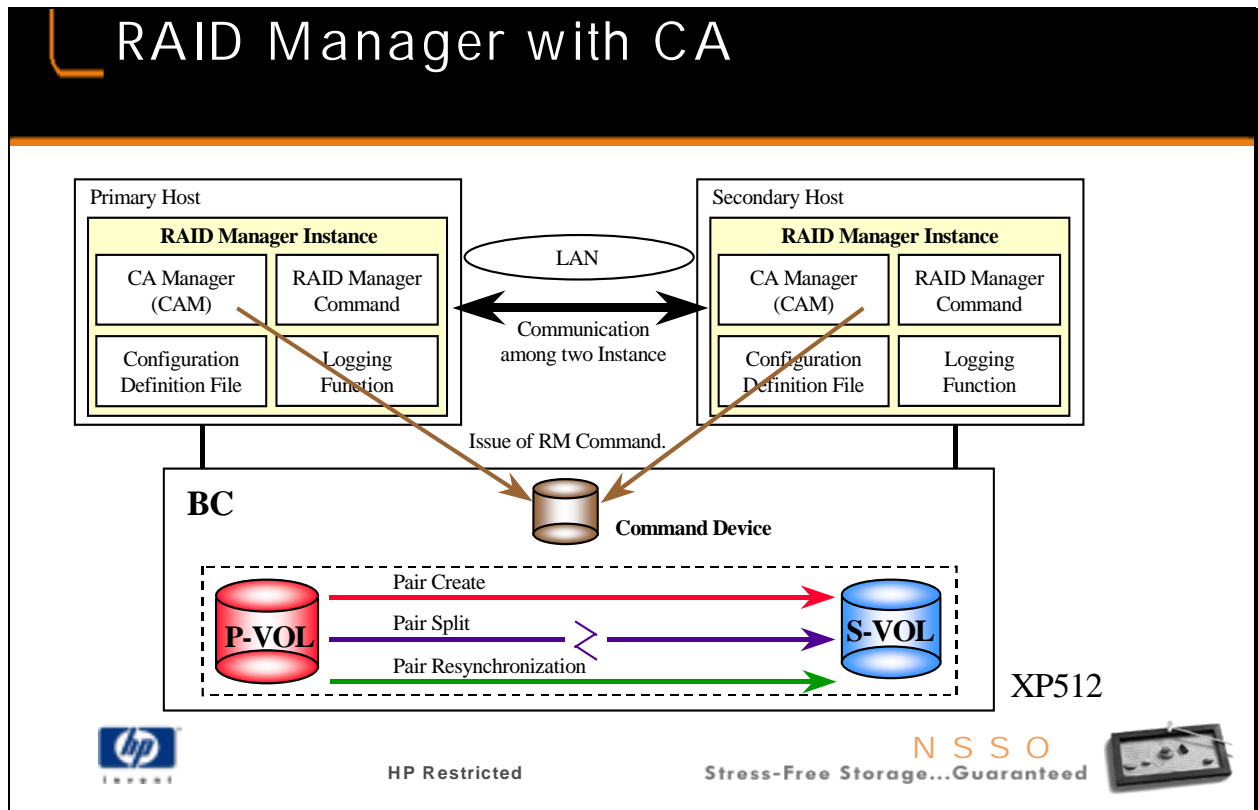 RAID Manager with CA
Primary Host
RAID Manager Instance
CA Manager
(CAM)
RAID Manager
Command
Configuration
Definition File
Logging
Function
LAN
Communication
among two Instance
Secondary Host
RAID Manager Instance
CA Manager
(CAM)
RAID Manager
Command
Configuration
Definition File
Logging
Function
Issue of RM Command.
BC
Command Device
P-VOL
Pair Create
Pair Split
Pair Resynchronization
S-VOL
XP512
hp
invent
HP Restricted
NSSO
Stress-Free Storage...Guaranteed